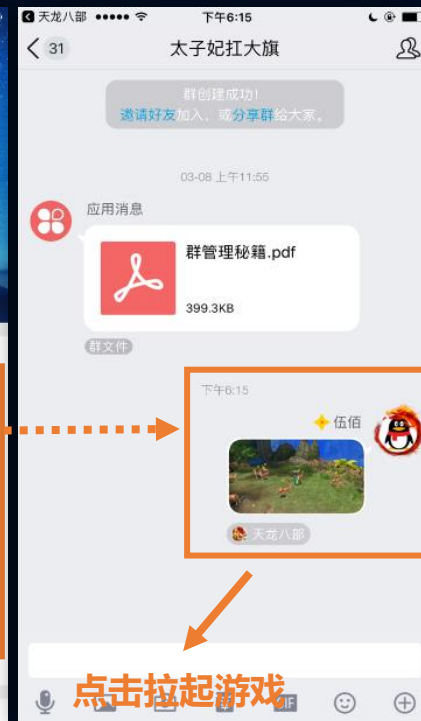 天龙八部 下午6:15
31 太子妃扛大旗
群创建成功!
邀请好友加入、或分享群给大家。
03-08 上午11:55
应用消息
群管理秘籍.pdf
399.3KB
群文件
下午6:15
伍佰
天龙八部
点击拉起游戏